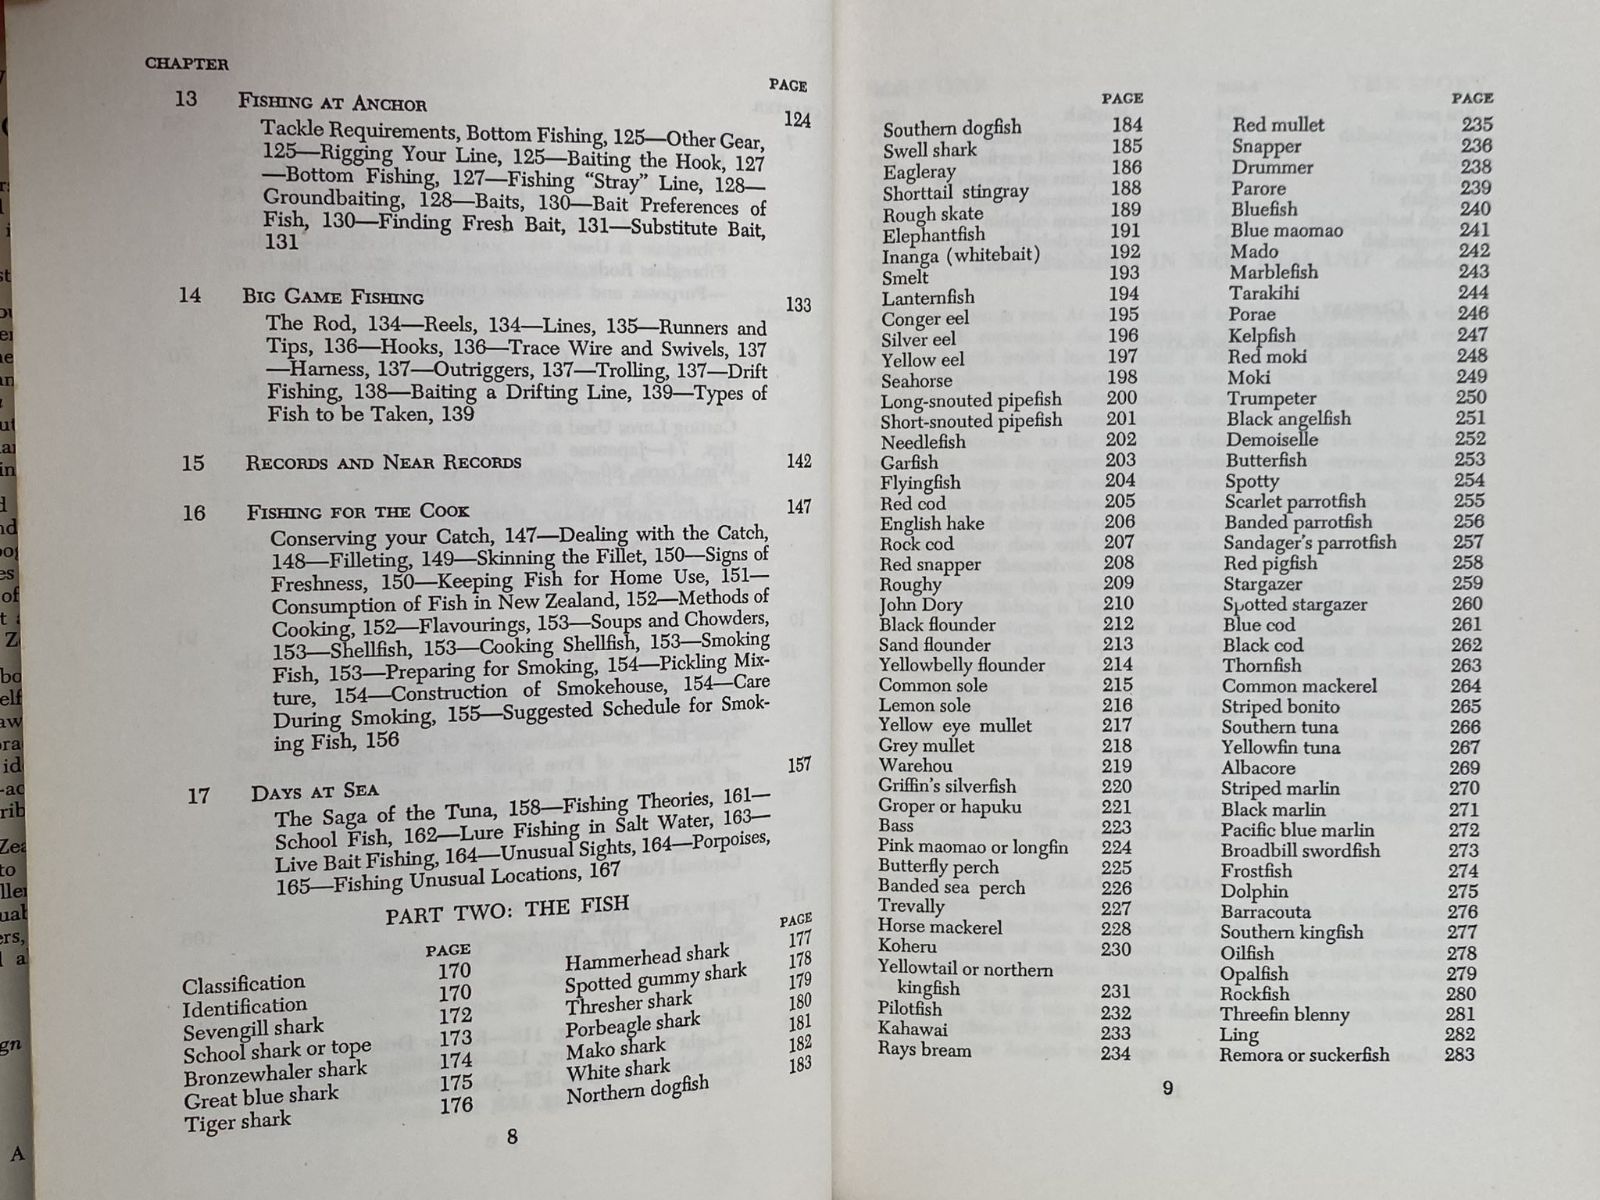 CHAPTER
PAGE
13 FISHING AT ANCHOR 124
Tackle Requirements, Bottom Fishing, 125—Other Gear,
125—Rigging Your Line, 125—Baiting the Hook, 127
—Bottom Fishing, 127—Fishing “Stray” Line, 128—
Groundbaiting, 128—Baits, 130—Bait Preferences of
Fish, 130—Finding Fresh Bait, 131—Substitute Bait,
131
14 BIG GAME FISHING 133
The Rod, 134—Reels, 134—Lines, 135—Runners and
Tips, 136—Hooks, 136—Trace Wire and Swivels, 137
—Harness, 137—Outriggers, 137—Trolling, 137—Drift
Fishing, 138—Baiting a Drifting Line, 139—Types of
Fish to be Taken, 139
15 RECORDS AND NEAR RECORDS 142
16 FISHING FOR THE COOK 147
Conserving your Catch, 147—Dealing with the Catch,
148—Filleting, 149—Skinning the Fillet, 150—Signs of
Freshness, 150—Keeping Fish for Home Use, 151—
Consumption of Fish in New Zealand, 152—Methods of
Cooking, 152—Flavourings, 153—Soups and Chowders,
153—Shellfish, 153—Cooking Shellfish, 153—Smoking
Fish, 153—Preparing for Smoking, 154—Pickling Mix-
ture, 154—Construction of Smokehouse, 154—Care
During Smoking, 155—Suggested Schedule for Smok-
ing Fish, 156
17 DAYS AT SEA 157
The Saga of the Tuna, 158—Fishing Theories, 161—
School Fish, 162—Lure Fishing in Salt Water, 163—
Live Bait Fishing, 164—Unusual Sights, 164—Porpoises,
165—Fishing Unusual Locations, 167
PART TWO: THE FISH
PAGE
Classification 170
Identification 170
Sevengill shark 172
School shark or tope 173
Bronzewhaler shark 174
Great blue shark 175
Tiger shark 176
PAGE
Hammerhead shark 177
Spotted gummy shark 178
Thresher shark 179
Porbeagle shark 180
Mako shark 181
White shark 182
Northern dogfish 183
8
PAGE
Southern dogfish 184
Swell shark 185
Eagleray 186
Shorttail stingray 188
Rough skate 189
Elephantfish 191
Inanga (whitebait) 192
Smelt 193
Lanternfish 194
Conger eel 195
Silver eel 196
Yellow eel 197
Seahorse 198
Long-snouted pipefish 200
Short-snouted pipefish 201
Needlefish 202
Garfish 203
Flyingfish 204
Red cod 205
English hake 206
Rock cod 207
Red snapper 208
Roughy 209
John Dory 210
Black flounder 212
Sand flounder 213
Yellowbelly flounder 214
Common sole 215
Lemon sole 216
Yellow eye mullet 217
Grey mullet 218
Warehou 219
Griffin's silverfish 220
Groper or hapuku 221
Bass 223
Pink maomao or longfin 224
Butterfly perch 225
Banded sea perch 226
Trevally 227
Horse mackerel 228
Koheru 230
Yellowtail or northern
kingfish 231
Pilotfish 232
Kahawai 233
Rays bream 234
PAGE
Red mullet 235
Snapper 236
Drummer 238
Parore 239
Bluefish 240
Blue maomao 241
Mado 242
Marblefish 243
Tarakihi 244
Porae 246
Kelpfish 247
Red moki 248
Moki 249
Trumpeter 250
Black angelfish 251
Demoiselle 252
Butterfish 253
Spotty 254
Scarlet parrotfish 255
Banded parrotfish 256
Sandager's parrotfish 257
Red pigfish 258
Stargazer 259
Spotted stargazer 260
Blue cod 261
Black cod 262
Thornfish 263
Common mackerel 264
Striped bonito 265
Southern tuna 266
Yellowfin tuna 267
Albacore 269
Striped marlin 270
Black marlin 271
Pacific blue marlin 272
Broadbill swordfish 273
Frostfish 274
Dolphin 275
Barracouta 276
Southern kingfish 277
Oilfish 278
Opalfish 279
Rockfish 280
Threefin blenny 281
Ling 282
Remora or suckerfish 283
9